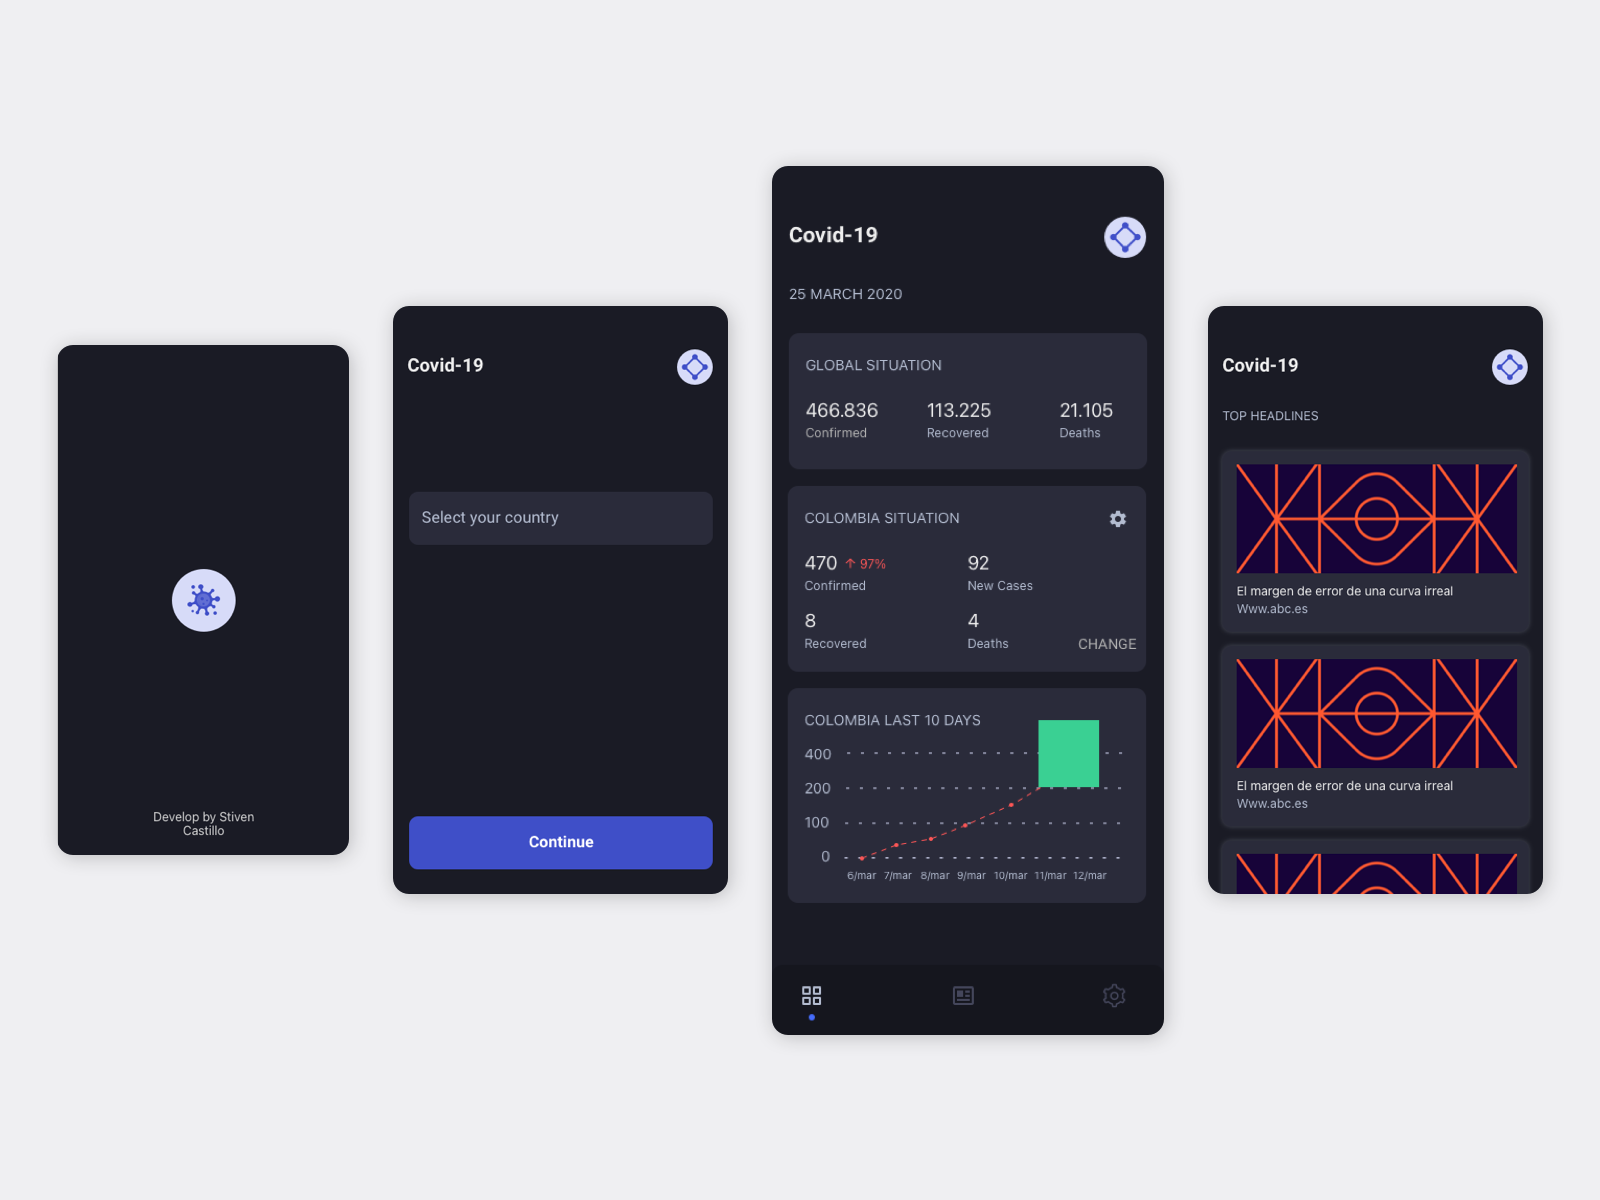 Develop by Stiven
Castillo
Covid-19
Select your country
Continue
Covid-19
25 MARCH 2020
GLOBAL SITUATION
466.836 113.225 21.105
Confirmed Recovered Deaths
COLOMBIA SITUATION
470 ↑ 97% 92
Confirmed New Cases
8 4
Recovered Deaths CHANGE
COLOMBIA LAST 10 DAYS
400
200
100
0
6/mar 7/mar 8/mar 9/mar 10/mar 11/mar 12/mar
Covid-19
TOP HEADLINES
El margen de error de una curva irreal
Www.abc.es
El margen de error de una curva irreal
Www.abc.es